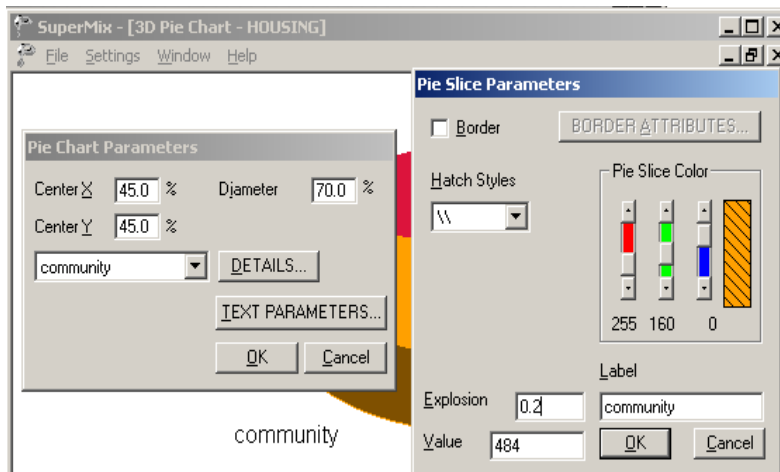 SuperMix - [3D Pie Chart - HOUSING]
File Settings Window Help
Pie Chart Parameters
Center X 45.0 % Diameter 70.0 %
Center Y 45.0 %
community DETAILS...
TEXT PARAMETERS...
OK Cancel
community
Pie Slice Parameters
Border BORDER ATTRIBUTES...
Hatch Styles Pie Slice Color
\\
255 160 0
Label
Explosion 0.2 community
Value 484 OK Cancel